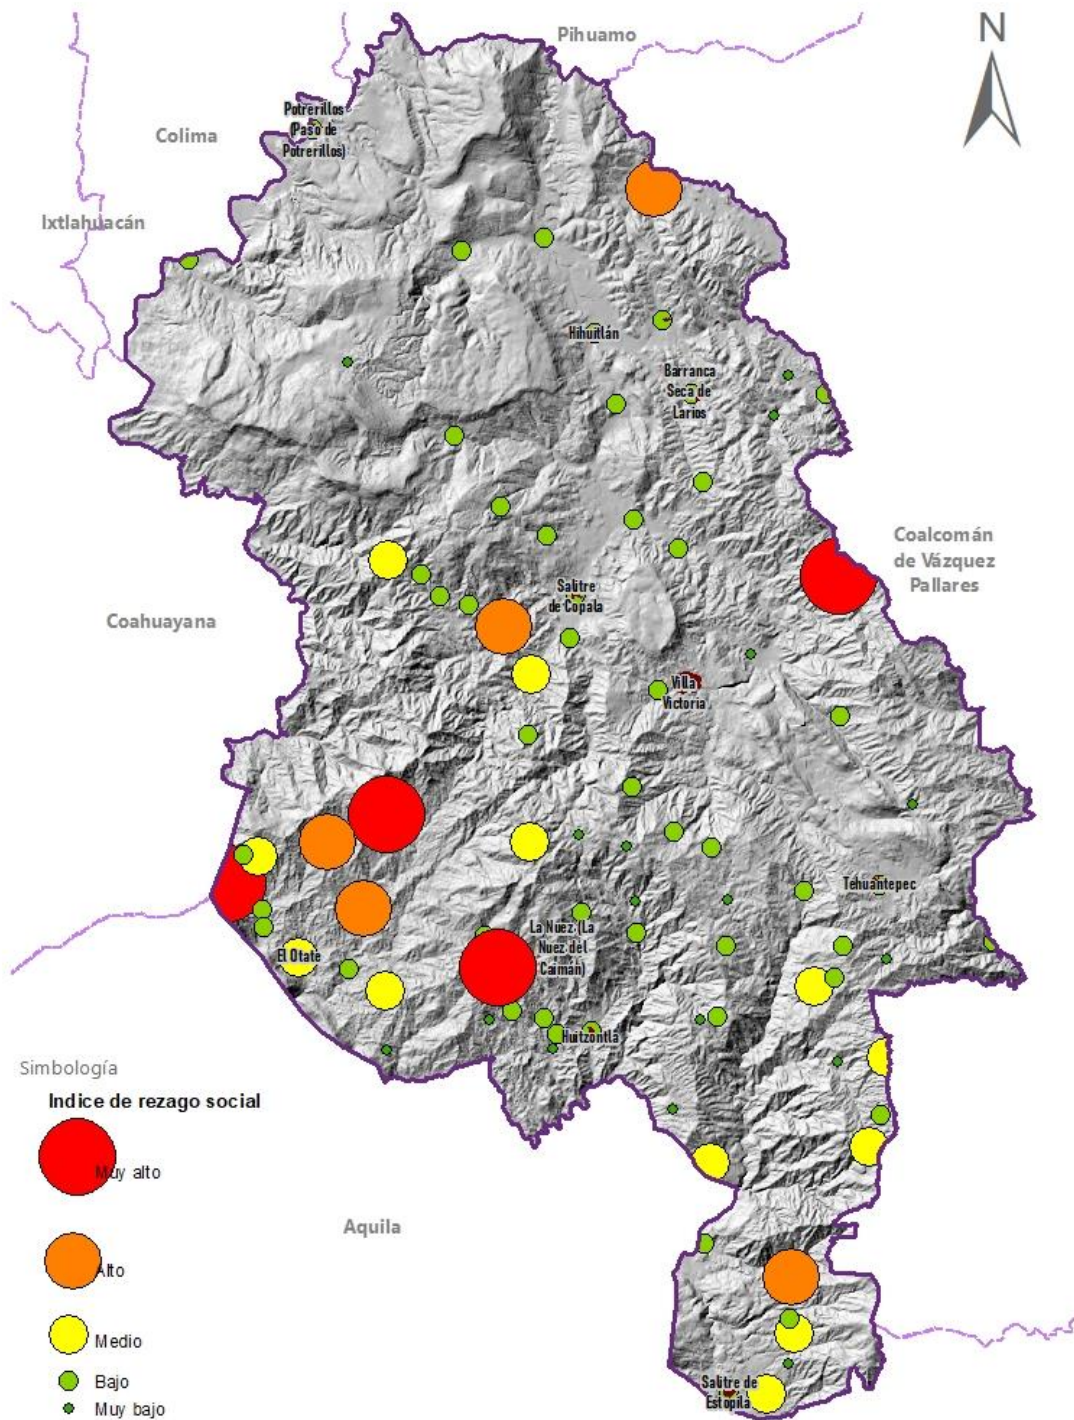 Pihuamo
N
Potrerillos
(Paso de
Potrerillos)
Colima
Ixtlahuacán
Hihuitlán
Barranca
Seca de
Larios
Coalcomán
de Vázquez
Pallares
Salitre
de Copala
Coahuayana
Villa
Victoria
Tehuantepec
La Nuez (La
Nuez del
Caimán)
El Otate
Huitzontla
Simbología
Indice de rezago social
Muy alto
Aquila
Alto
Medio
Bajo
Salitre de
Estopila
Muy bajo